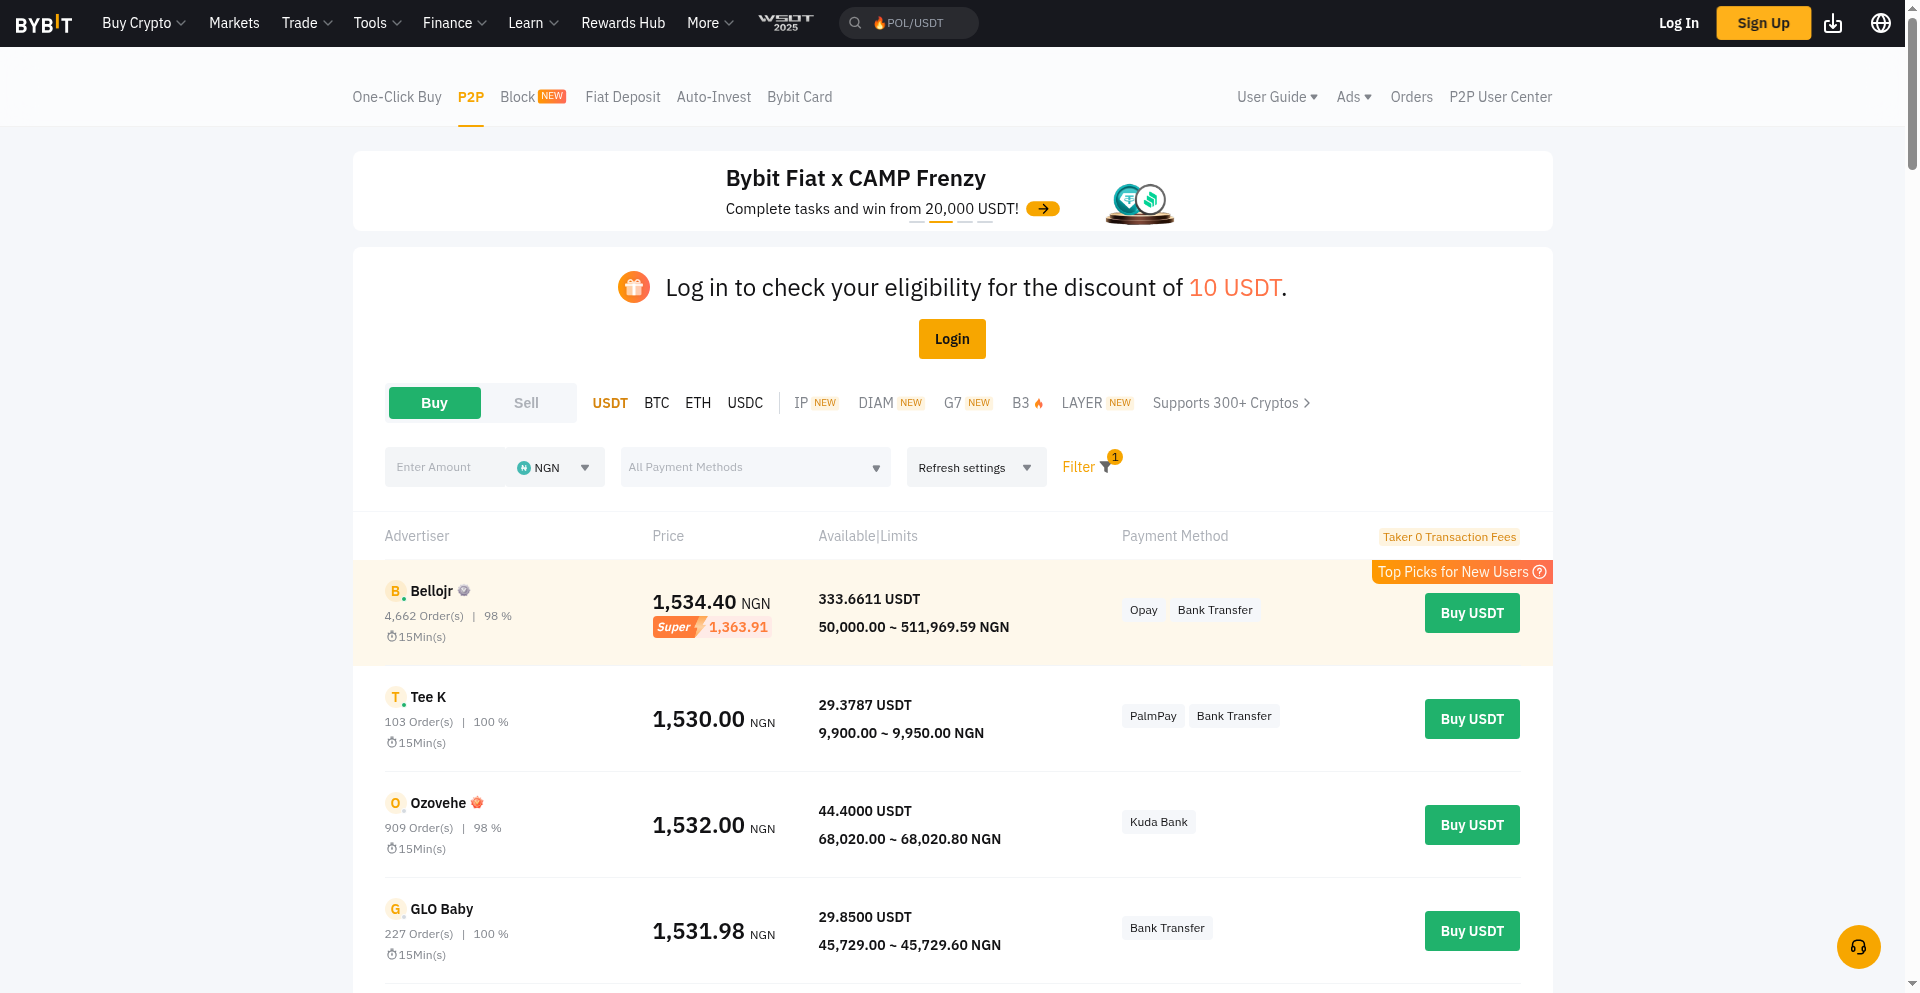 BYBIT Buy Crypto Markets Trade Tools Finance Learn Rewards Hub More WSOT 2025 POL/USDT Log In Sign Up
One-Click Buy P2P Block NEW Fiat Deposit Auto-Invest Bybit Card User Guide Ads Orders P2P User Center
Bybit Fiat x CAMP Frenzy
Complete tasks and win from 20,000 USDT!
Log in to check your eligibility for the discount of 10 USDT.
Login
Buy Sell USDT BTC ETH USDC IP NEW DIAM NEW G7 NEW B3 LAYER NEW Supports 300+ Cryptos
Enter Amount NGN All Payment Methods Refresh settings Filter 1
Advertiser Price Available|Limits Payment Method Taker 0 Transaction Fees
Top Picks for New Users
B Bellojr
4,662 Order(s) | 98 %
15Min(s)
1,534.40 NGN
Super 1,363.91
333.6611 USDT
50,000.00 ~ 511,969.59 NGN
Opay Bank Transfer
Buy USDT
T Tee K
103 Order(s) | 100 %
15Min(s)
1,530.00 NGN
29.3787 USDT
9,900.00 ~ 9,950.00 NGN
PalmPay Bank Transfer
Buy USDT
O Ozovehe
909 Order(s) | 98 %
15Min(s)
1,532.00 NGN
44.4000 USDT
68,020.00 ~ 68,020.80 NGN
Kuda Bank
Buy USDT
G GLO Baby
227 Order(s) | 100 %
15Min(s)
1,531.98 NGN
29.8500 USDT
45,729.00 ~ 45,729.60 NGN
Bank Transfer
Buy USDT